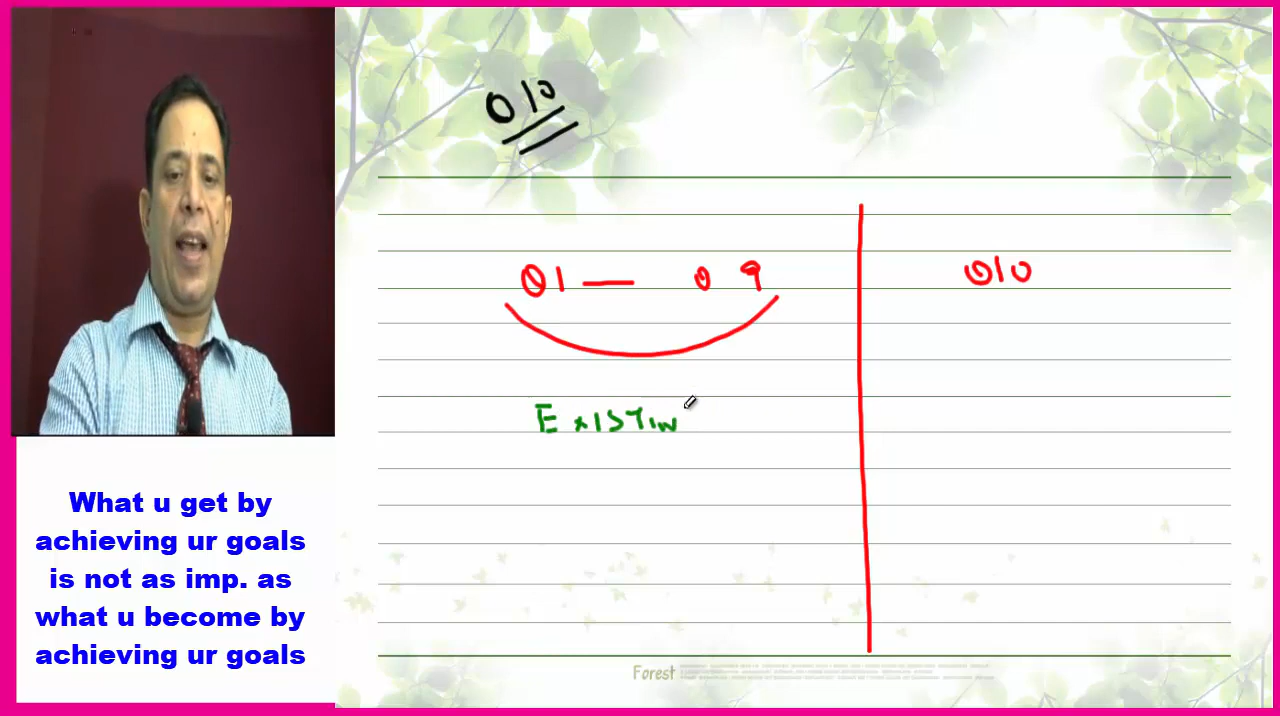 010
01 — 09
010
EXISTIN
What u get by
achieving ur goals
is not as imp. as
what u become by
achieving ur goals
Forest